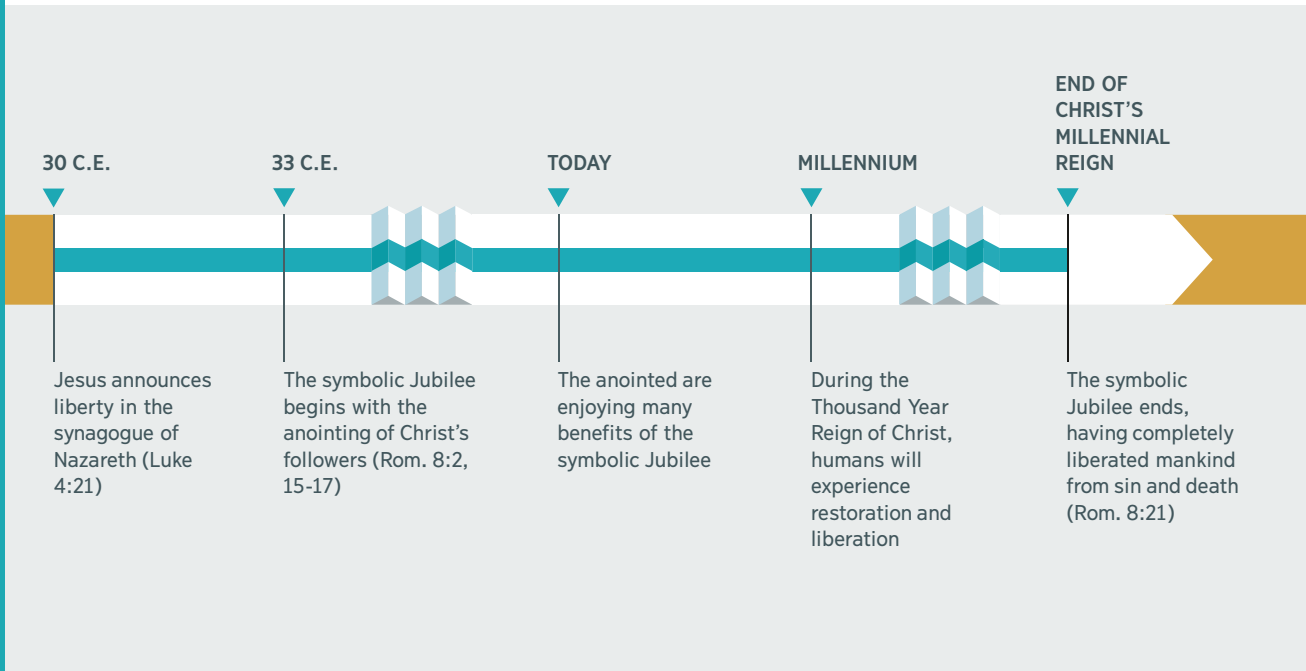 30 C.E.
Jesus announces
liberty in the
synagogue of
Nazareth (Luke
4:21)
33 C.E.
The symbolic Jubilee
begins with the
anointing of Christ’s
followers (Rom. 8:2,
15-17)
TODAY
The anointed are
enjoying many
benefits of the
symbolic Jubilee
MILLENNIUM
During the
Thousand Year
Reign of Christ,
humans will
experience
restoration and
liberation
END OF
CHRIST’S
MILLENNIAL
REIGN
The symbolic
Jubilee ends,
having completely
liberated mankind
from sin and death
(Rom. 8:21)